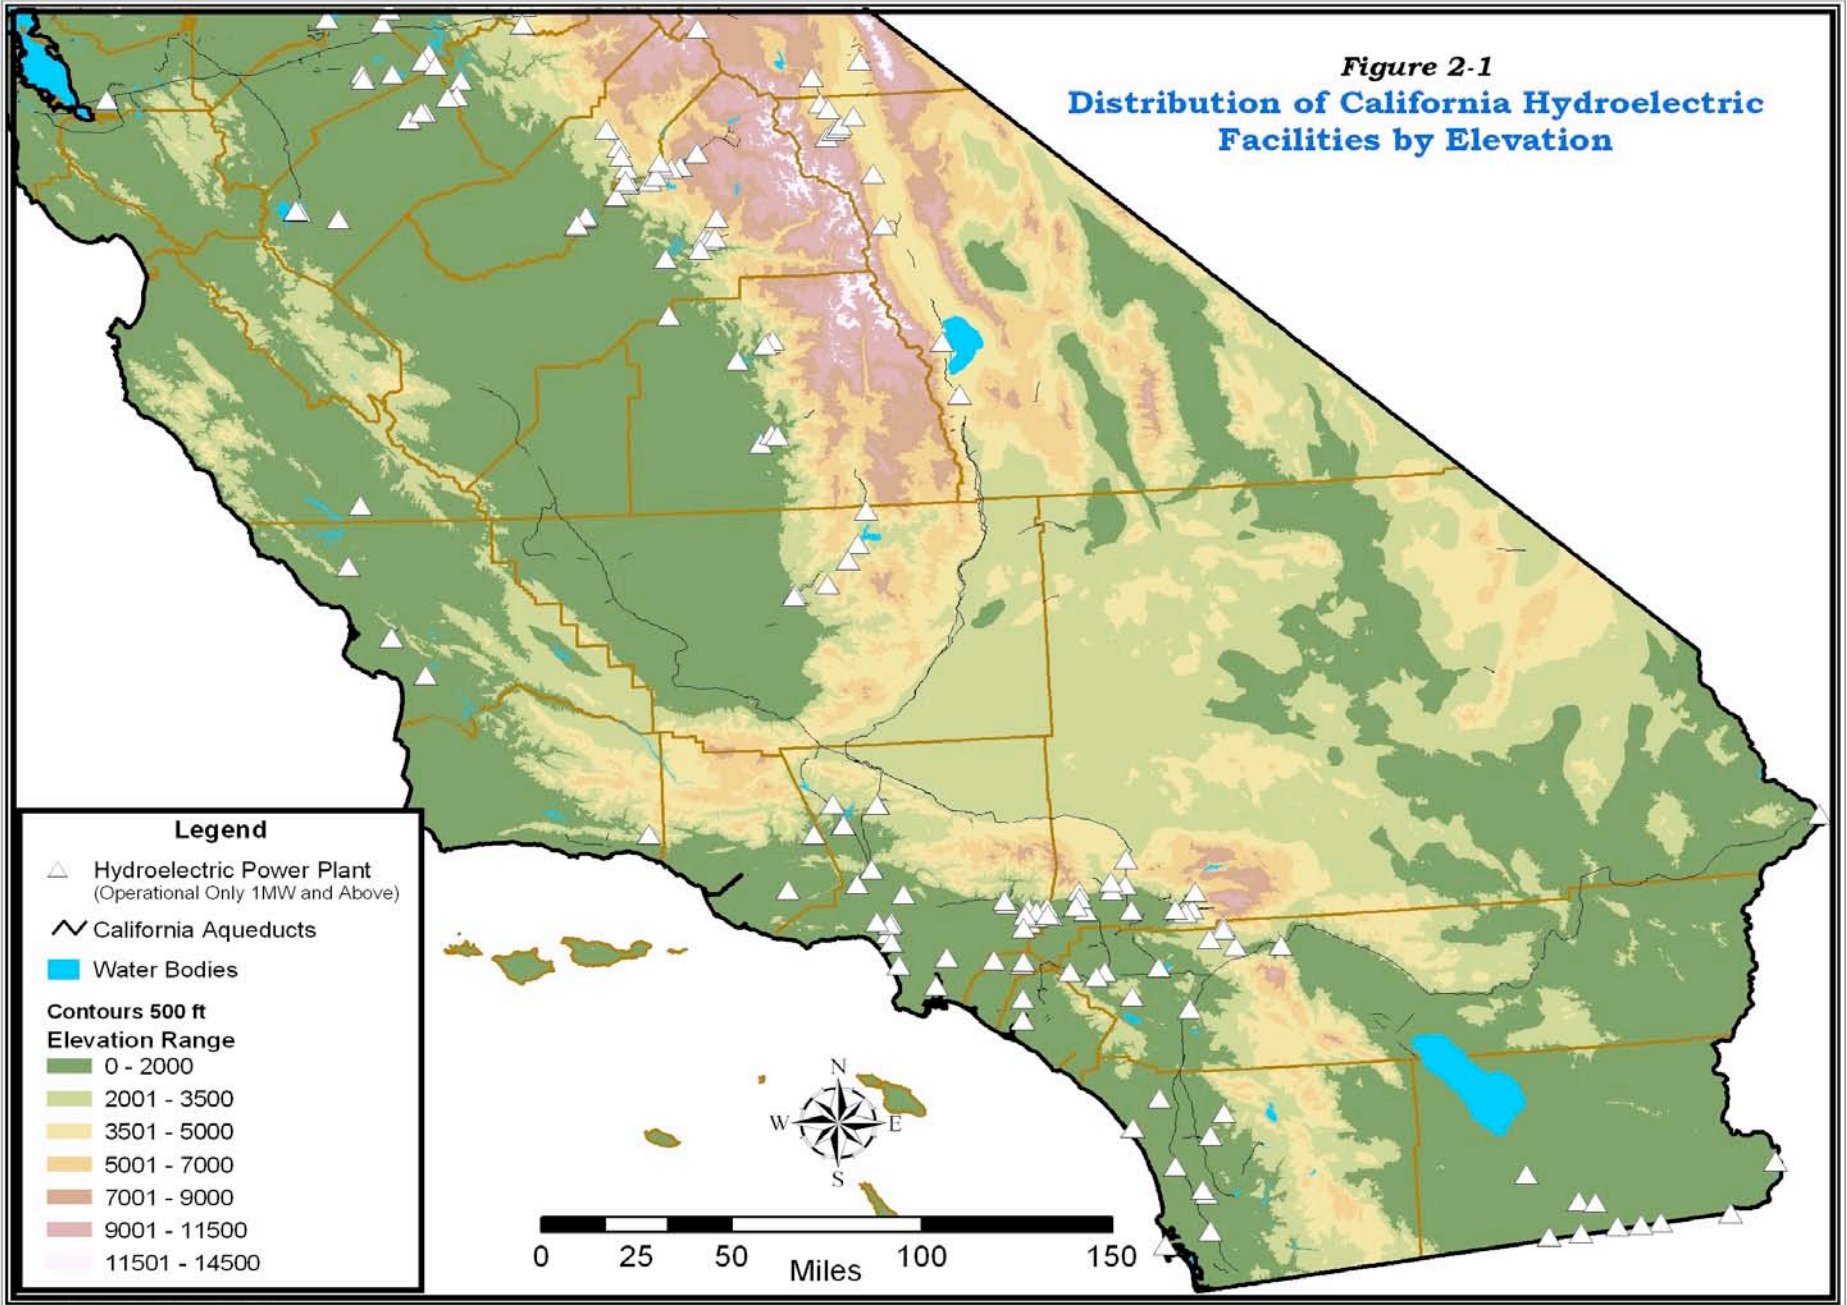 Figure 2-1
Distribution of California Hydroelectric
Facilities by Elevation
Legend
Hydroelectric Power Plant
(Operational Only 1MW and Above)
California Aqueducts
Water Bodies
Contours 500 ft
Elevation Range
0 - 2000
2001 - 3500
3501 - 5000
5001 - 7000
7001 - 9000
9001 - 11500
11501 - 14500
N
W E
S
0 25 50 100 150
Miles